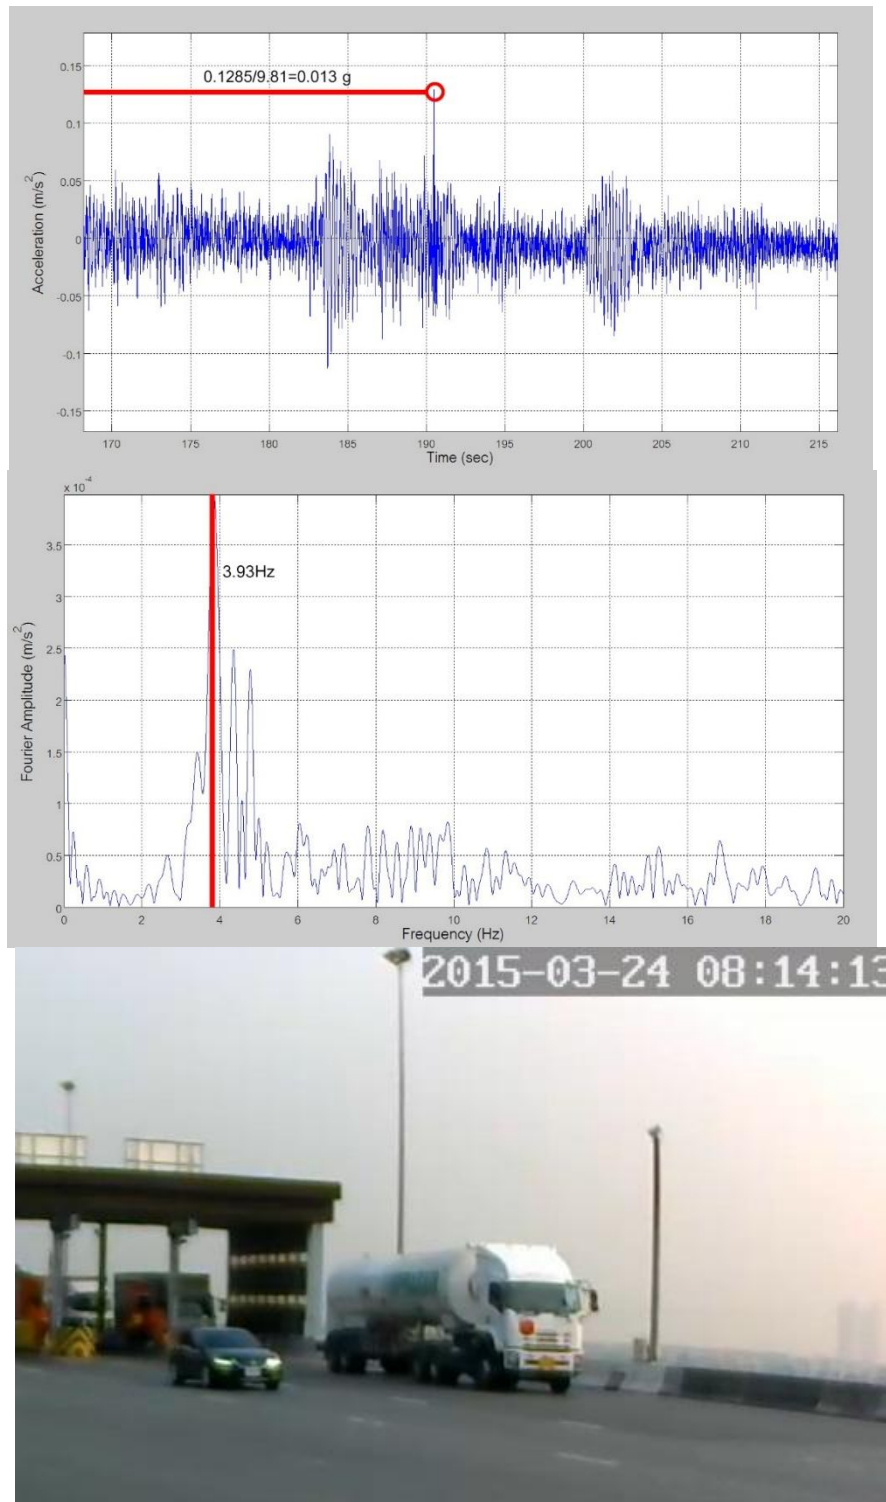 0.15
0.1285/9.81=0.013 g
0.1
0.05
0
-0.05
-0.1
-0.15
Acceleration (m/s²)
170 175 180 185 190 195 200 205 210 215
Time (sec)
x 10⁻⁴
3.5
3.93Hz
3
2.5
2
1.5
1
0.5
0
Fourier Amplitude (m/s²)
0 2 4 6 8 10 12 14 16 18 20
Frequency (Hz)
2015-03-24 08:14:13